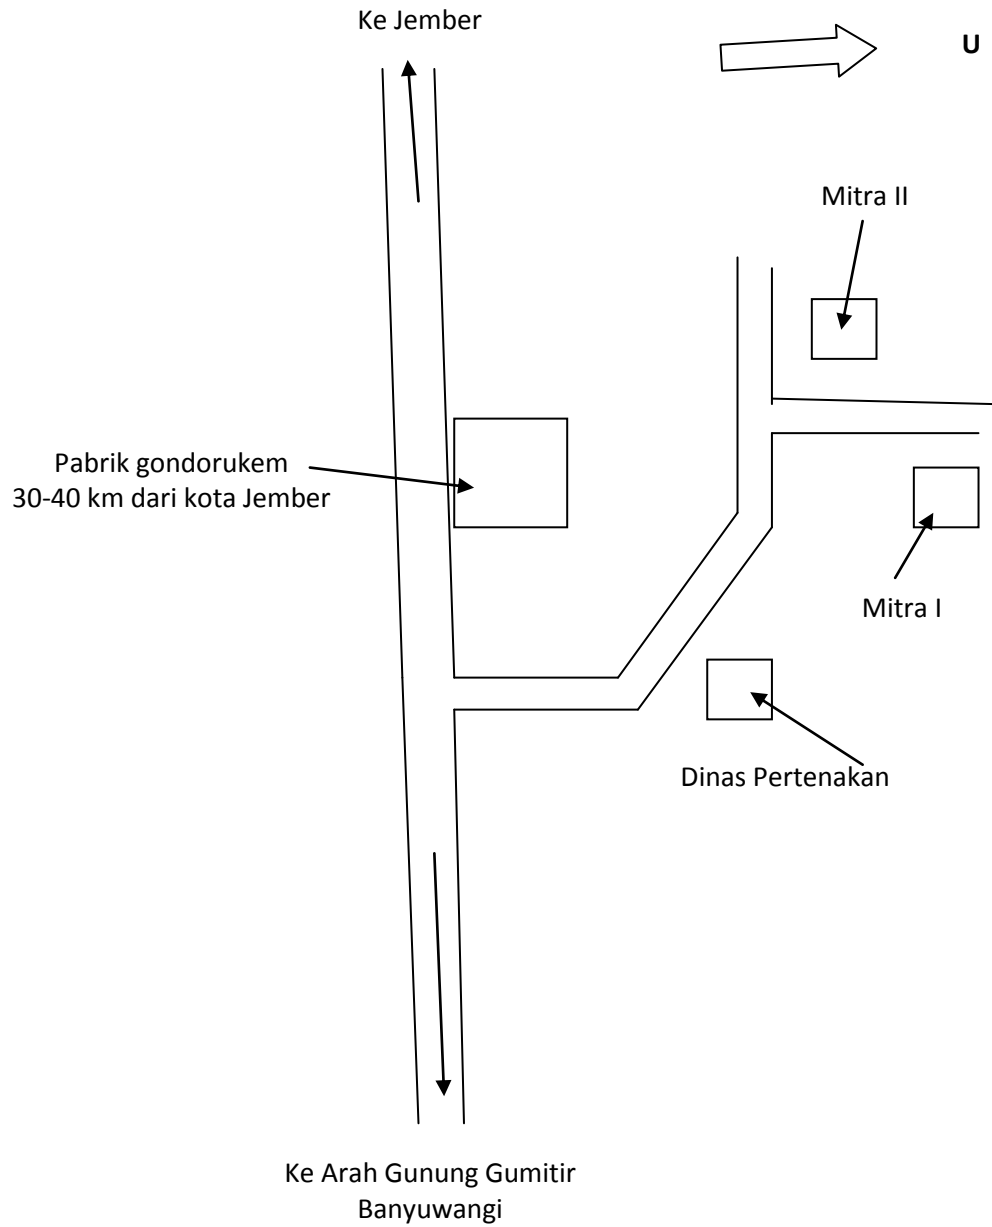 Ke Jember
U
Mitra II
Pabrik gondorukem
30-40 km dari kota Jember
Mitra I
Dinas Pertenakan
Ke Arah Gunung Gumitir
Banyuwangi